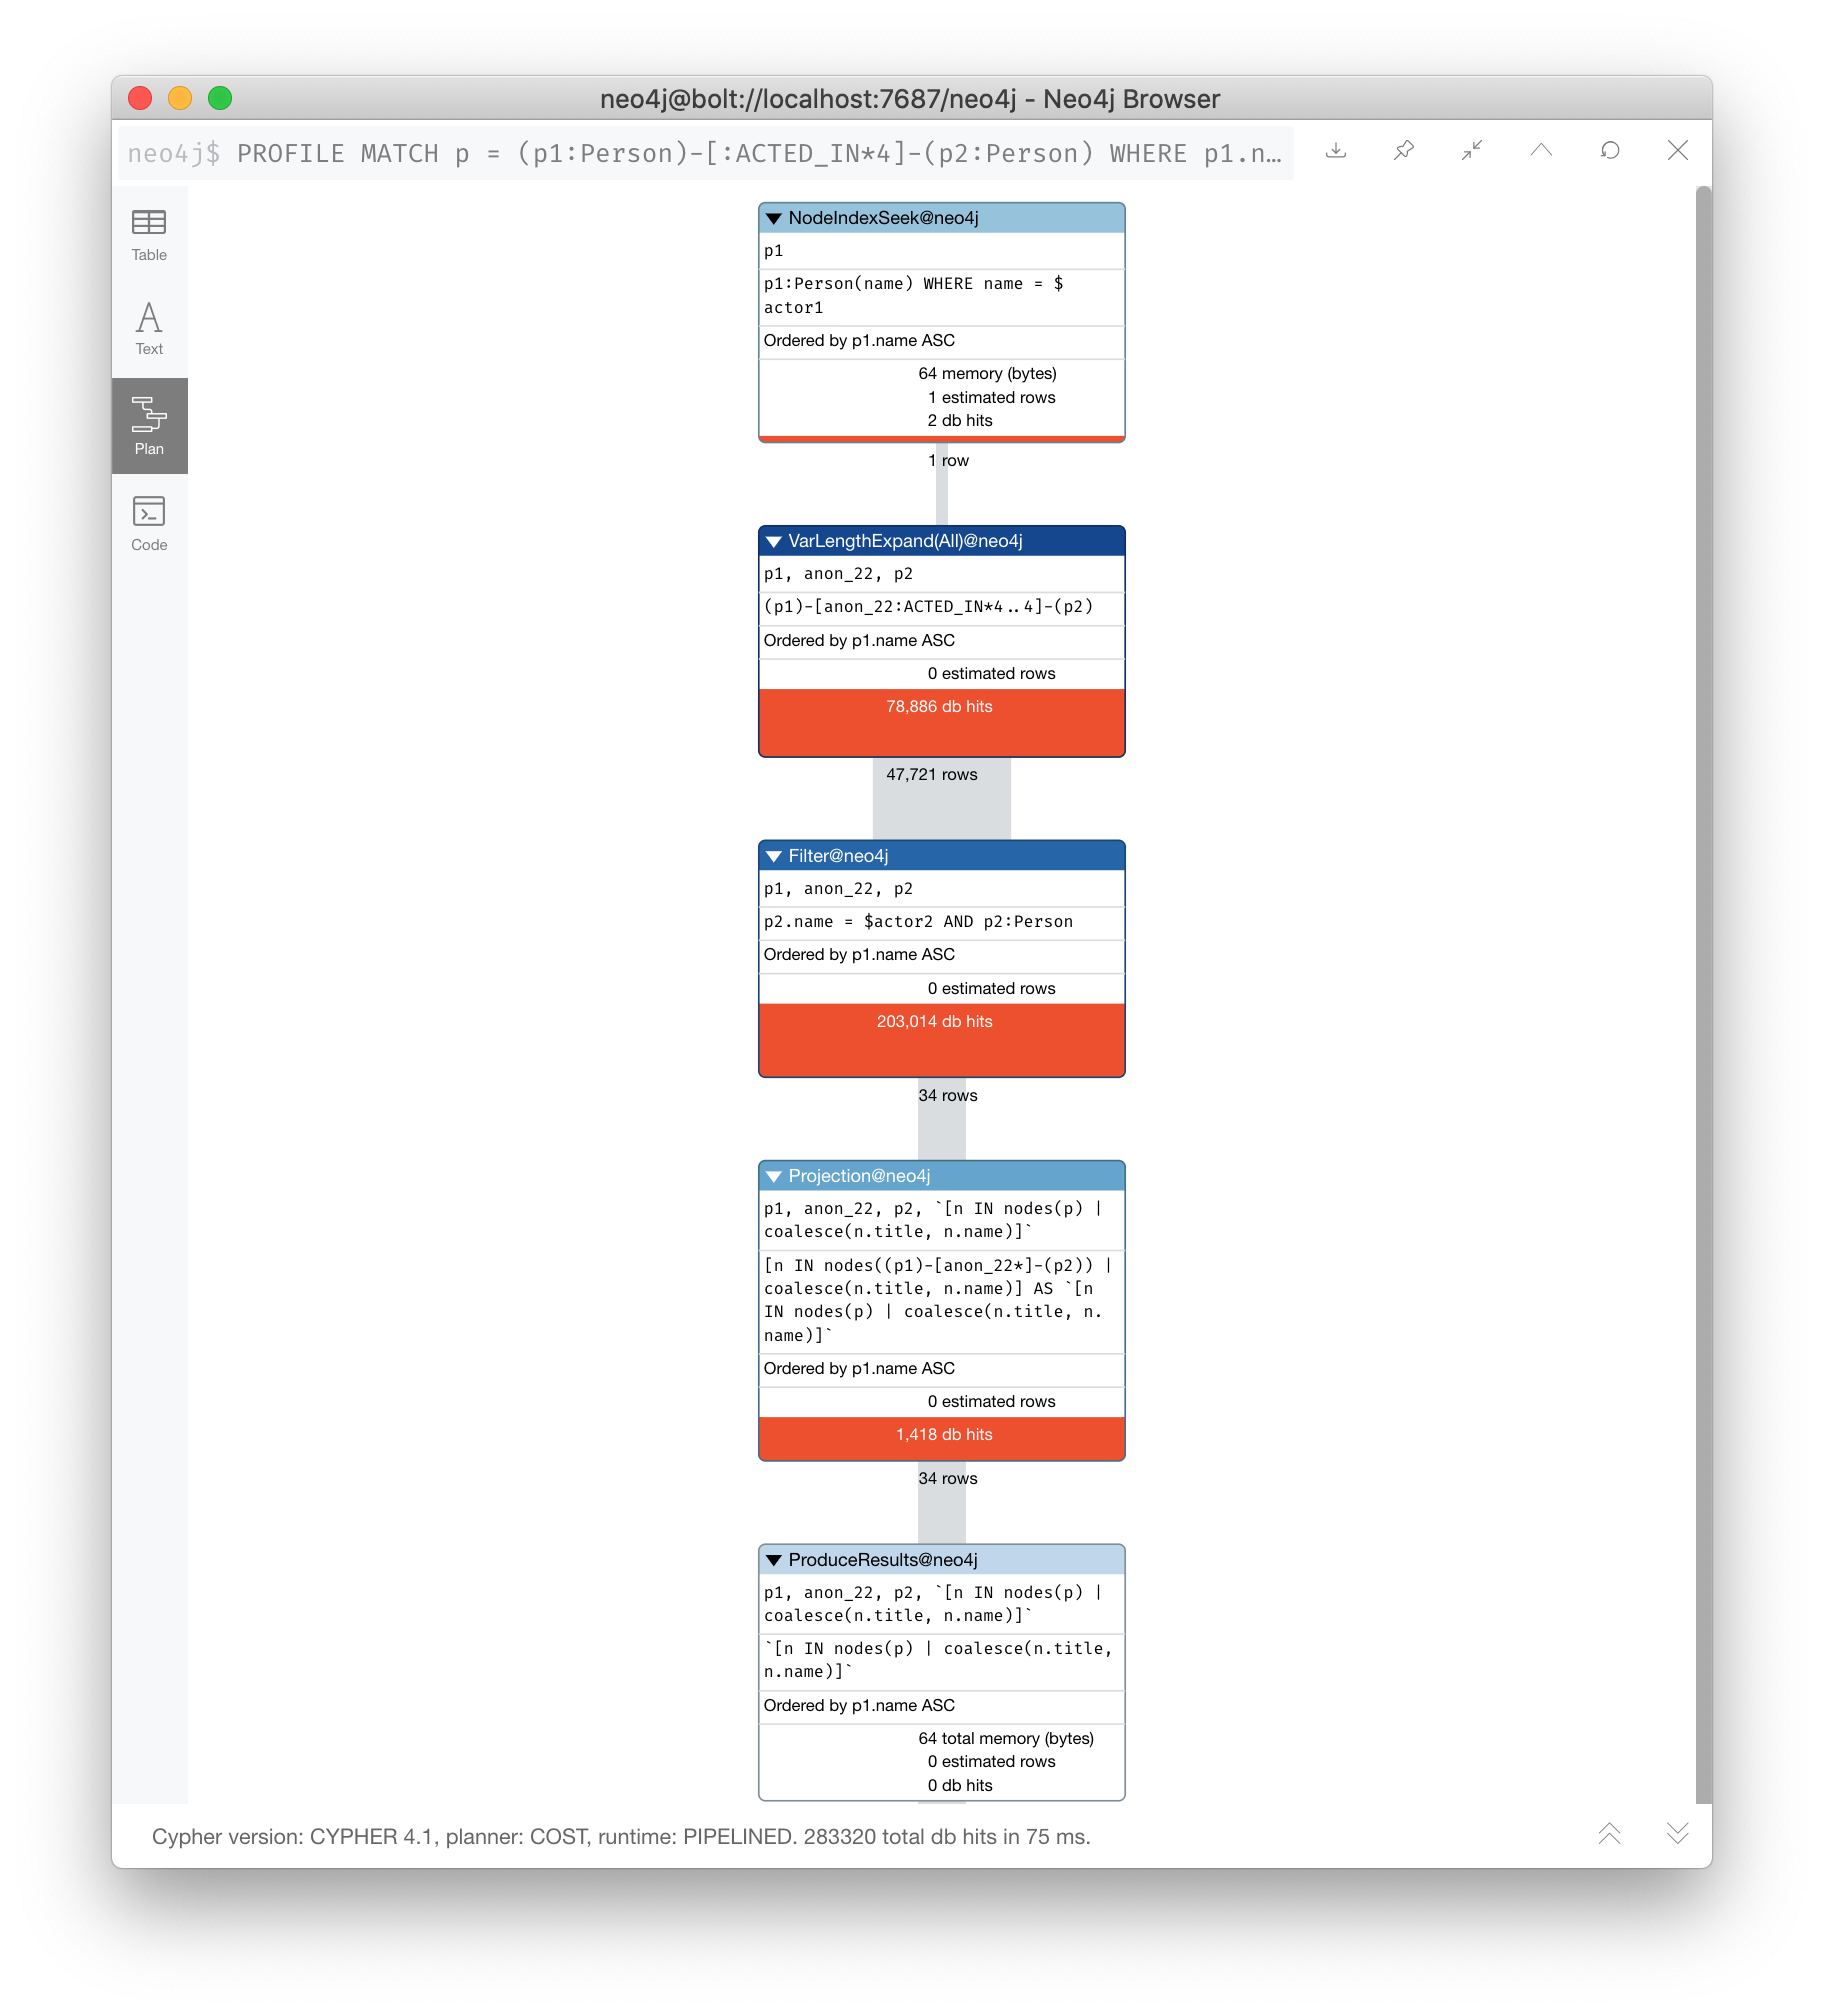 neo4j@bolt://localhost:7687/neo4j - Neo4j Browser
neo4j$ PROFILE MATCH p = (p1:Person)-[:ACTED_IN*4]-(p2:Person) WHERE p1.n…
Table
Text
Plan
Code
NodeIndexSeek@neo4j
p1
p1:Person(name) WHERE name = $
actor1
Ordered by p1.name ASC
64 memory (bytes)
1 estimated rows
2 db hits
1 row
VarLengthExpand(All)@neo4j
p1, anon_22, p2
(p1)-[anon_22:ACTED_IN*4..4]-(p2)
Ordered by p1.name ASC
0 estimated rows
78,886 db hits
47,721 rows
Filter@neo4j
p1, anon_22, p2
p2.name = $actor2 AND p2:Person
Ordered by p1.name ASC
0 estimated rows
203,014 db hits
34 rows
Projection@neo4j
p1, anon_22, p2, `[n IN nodes(p) |
coalesce(n.title, n.name)]`
[n IN nodes((p1)-[anon_22*]-(p2)) |
coalesce(n.title, n.name)] AS `[n
IN nodes(p) | coalesce(n.title, n.
name)]`
Ordered by p1.name ASC
0 estimated rows
1,418 db hits
34 rows
ProduceResults@neo4j
p1, anon_22, p2, `[n IN nodes(p) |
coalesce(n.title, n.name)]`
`[n IN nodes(p) | coalesce(n.title,
n.name)]`
Ordered by p1.name ASC
64 total memory (bytes)
0 estimated rows
0 db hits
Cypher version: CYPHER 4.1, planner: COST, runtime: PIPELINED. 283320 total db hits in 75 ms.